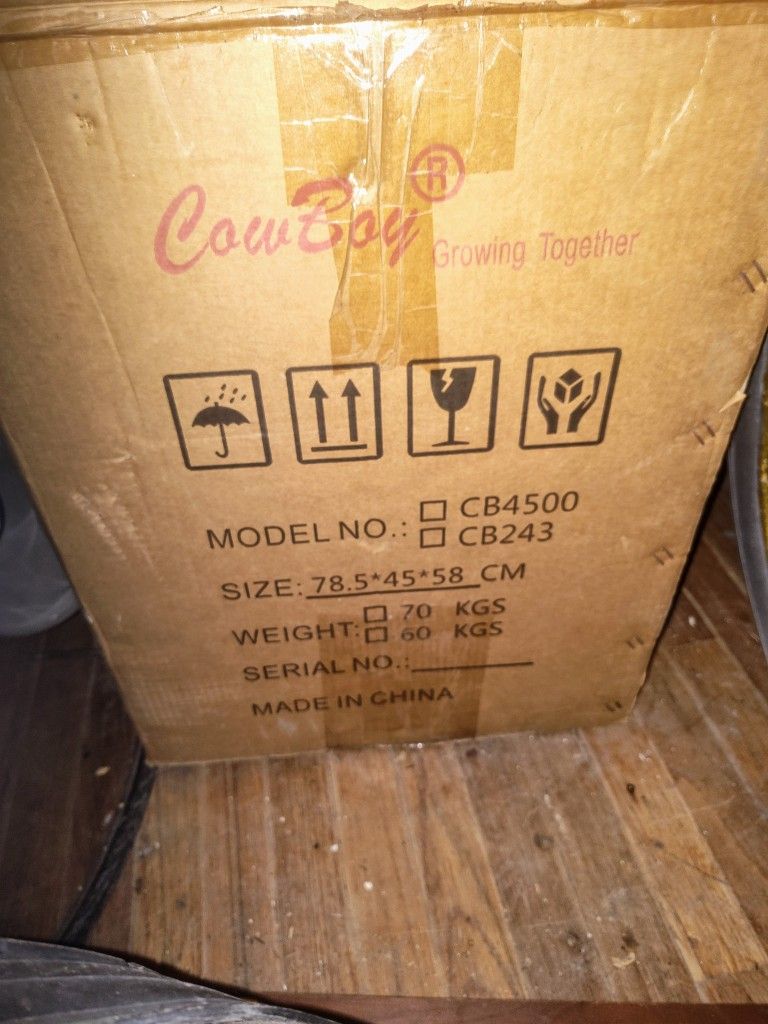 CowBoy® Growing Together
MODEL NO.: ☐ CB4500
☐ CB243
SIZE: 78.5*45*58 CM
WEIGHT: ☐ 70 KGS
☐ 60 KGS
SERIAL NO.:
MADE IN CHINA